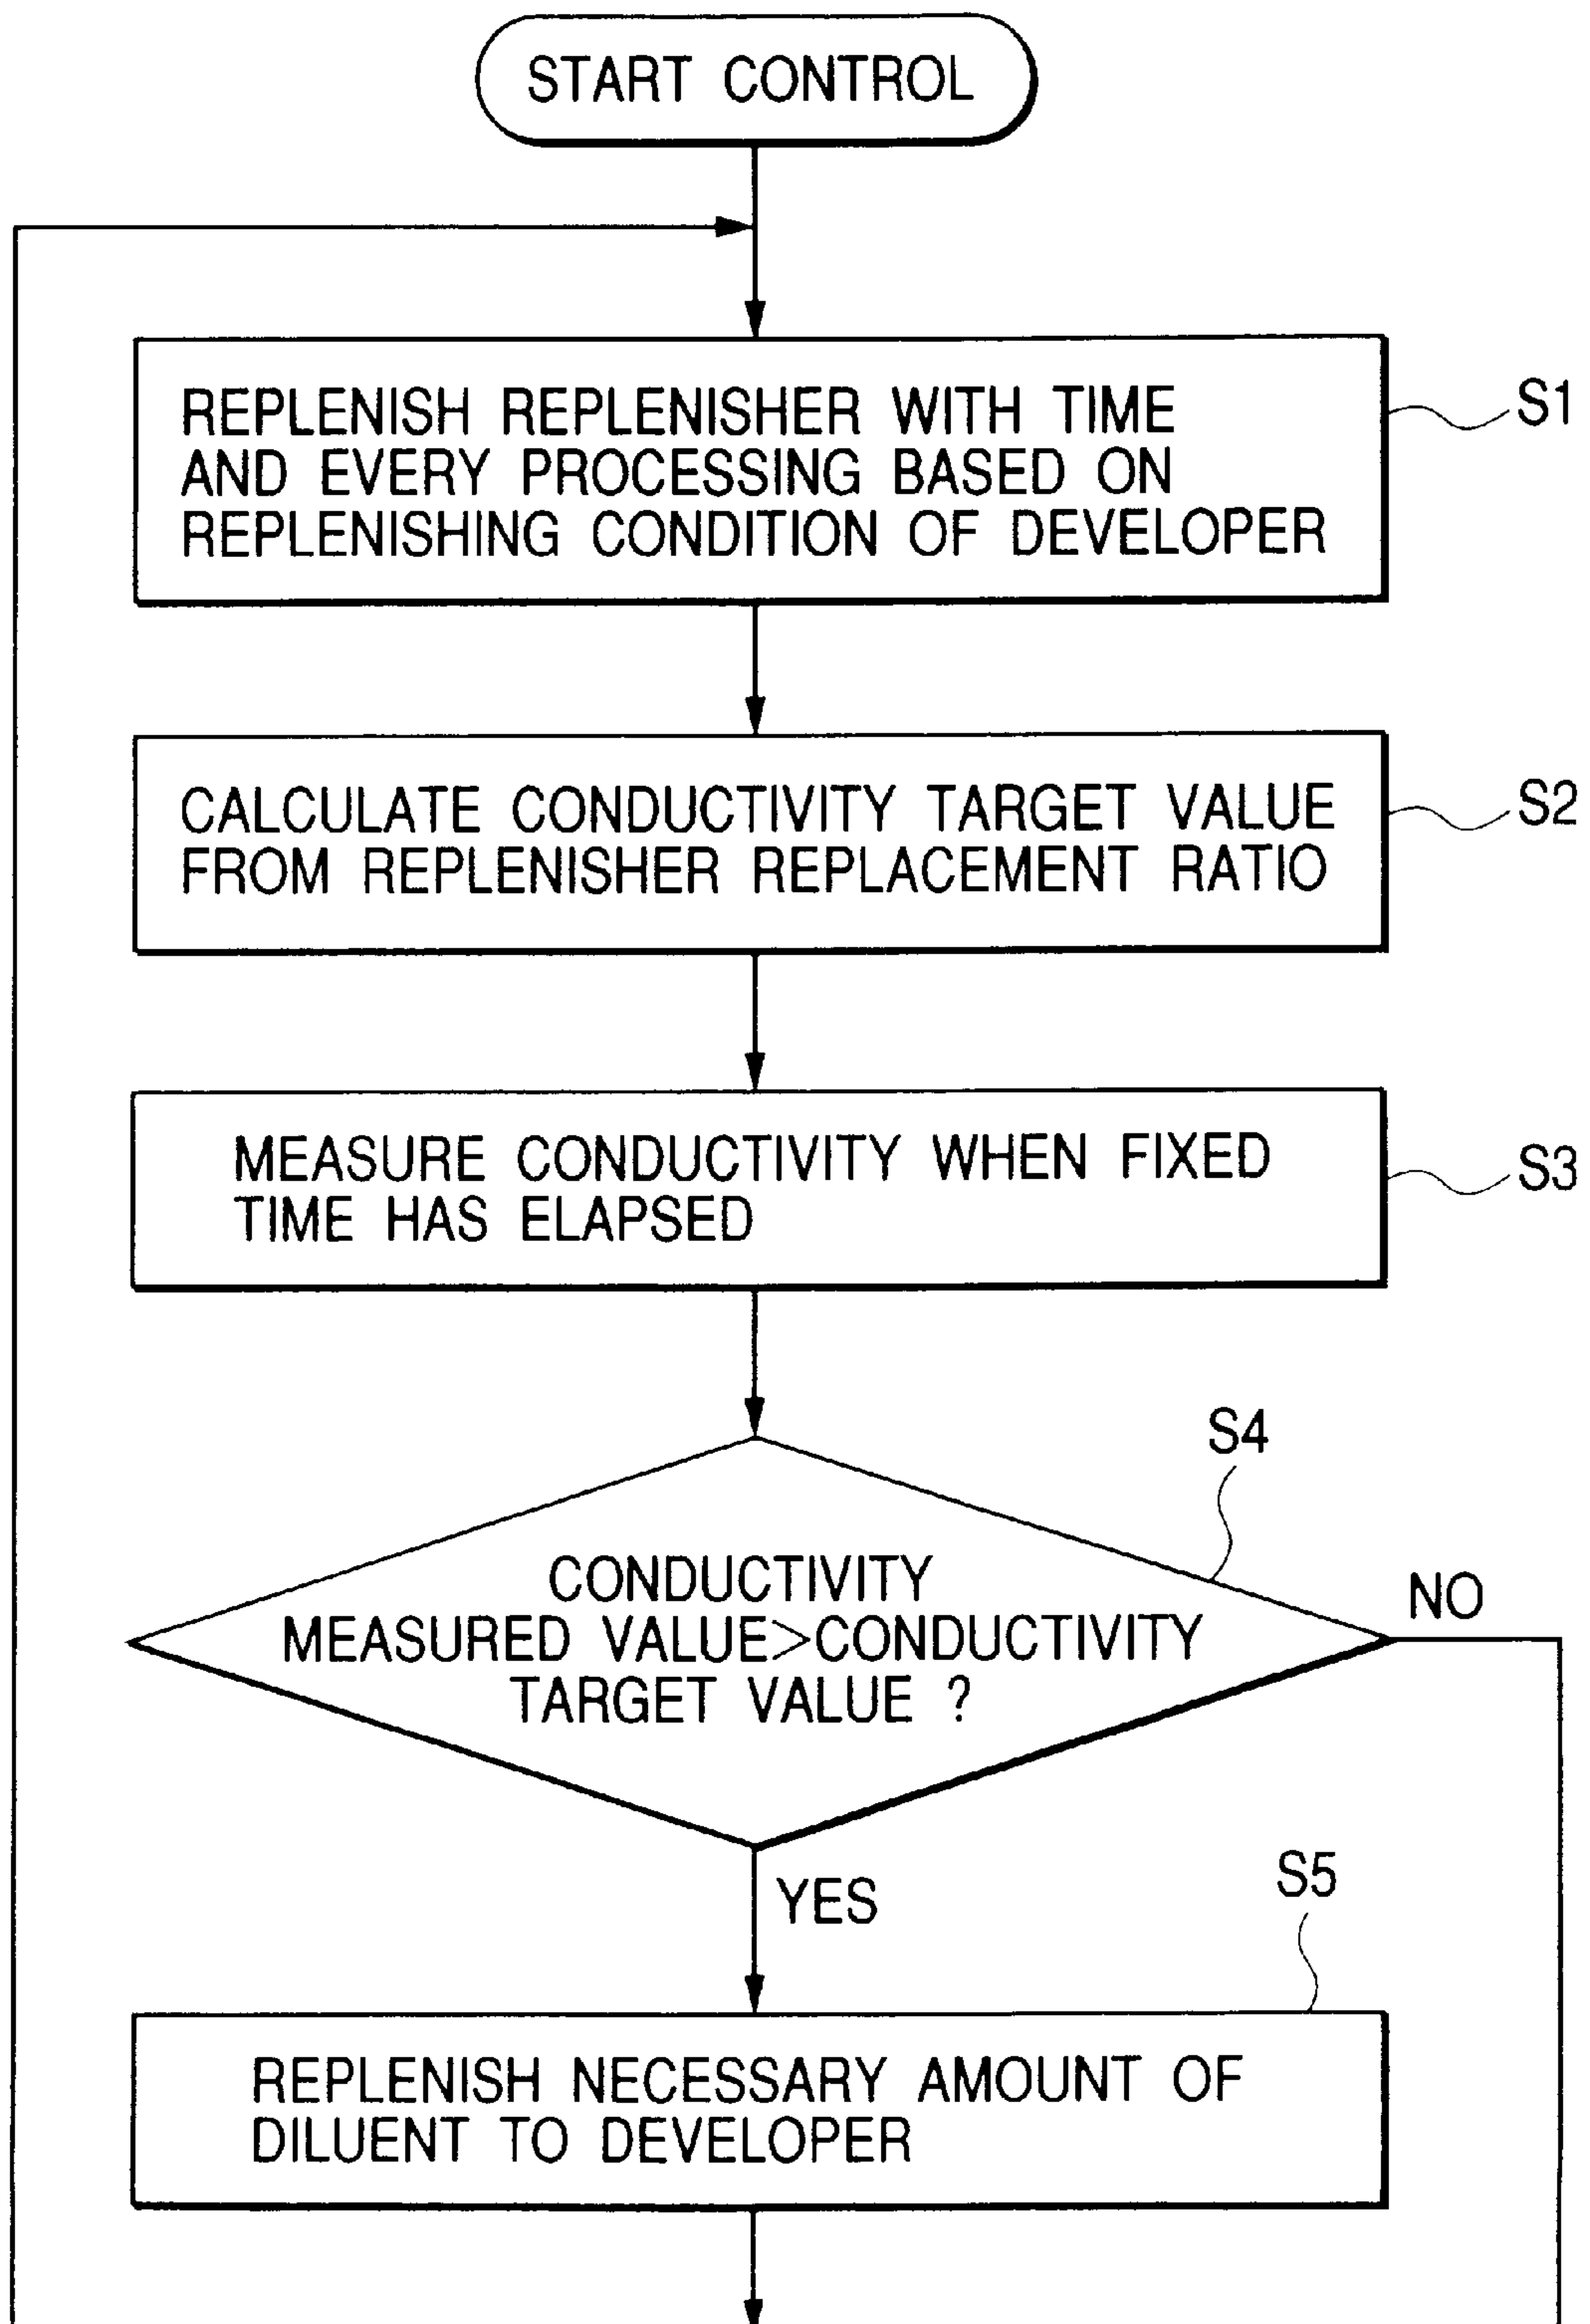 START CONTROL
REPLENISH REPLENISHER WITH TIME
AND EVERY PROCESSING BASED ON
REPLENISHING CONDITION OF DEVELOPER
S1
CALCULATE CONDUCTIVITY TARGET VALUE
FROM REPLENISHER REPLACEMENT RATIO
S2
MEASURE CONDUCTIVITY WHEN FIXED
TIME HAS ELAPSED
S3
S4
CONDUCTIVITY
MEASURED VALUE>CONDUCTIVITY
TARGET VALUE ?
NO
YES
S5
REPLENISH NECESSARY AMOUNT OF
DILUENT TO DEVELOPER